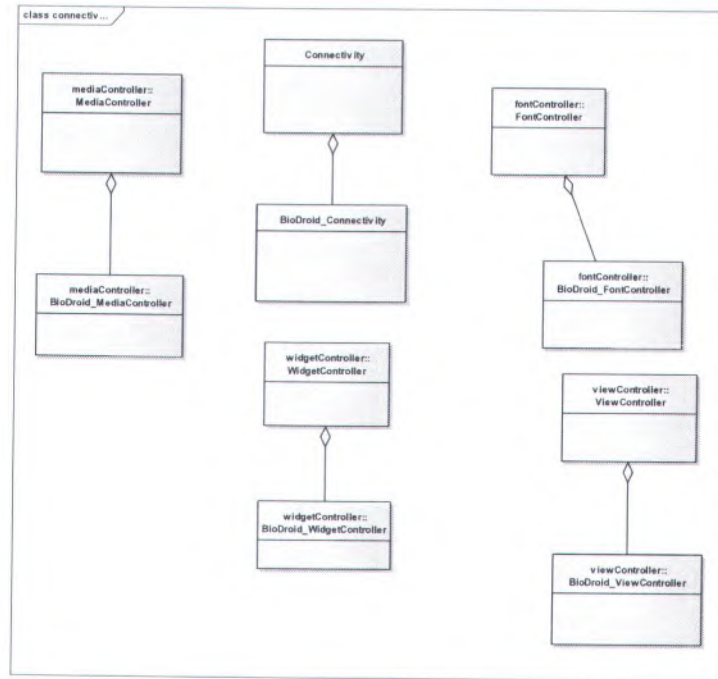 class connectiv...
Connectivity
mediaController::
MediaController
fontController::
FontController
BioDroid_Connectivity
mediaController::
BioDroid_MediaController
fontController::
BioDroid_FontController
widgetController::
WidgetController
viewController::
ViewController
widgetController::
BioDroid_WidgetController
viewController::
BioDroid_ViewController